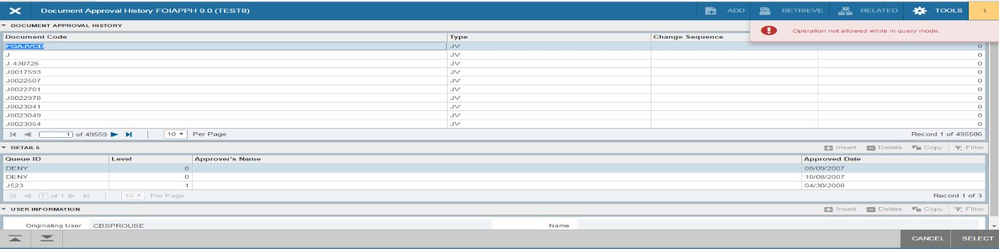 × Document Approval History FOIAPPH 9.0 (TEST8) ADD RETRIEVE RELATED TOOLS 1
DOCUMENT APPROVAL HISTORY
Operation not allowed while in query mode.
Document Code Type Change Sequence
FGAJVCD JV 0
J JV 0
J 430726 JV 0
J0017593 JV 0
J0022507 JV 0
J0022701 JV 0
J0022978 JV 0
J0023041 JV 0
J0023049 JV 0
J0023054 JV 0
1 of 49559 10 Per Page Record 1 of 495586
DETAILS Insert Delete Copy Filter
Queue ID Level Approver's Name Approved Date
DENY 0 08/09/2007
DENY 0 10/08/2007
J523 1 04/30/2008
1 of 1 10 Per Page Record 1 of 3
USER INFORMATION Insert Delete Copy Filter
Originating User CBSPROUSE Name
CANCEL SELECT